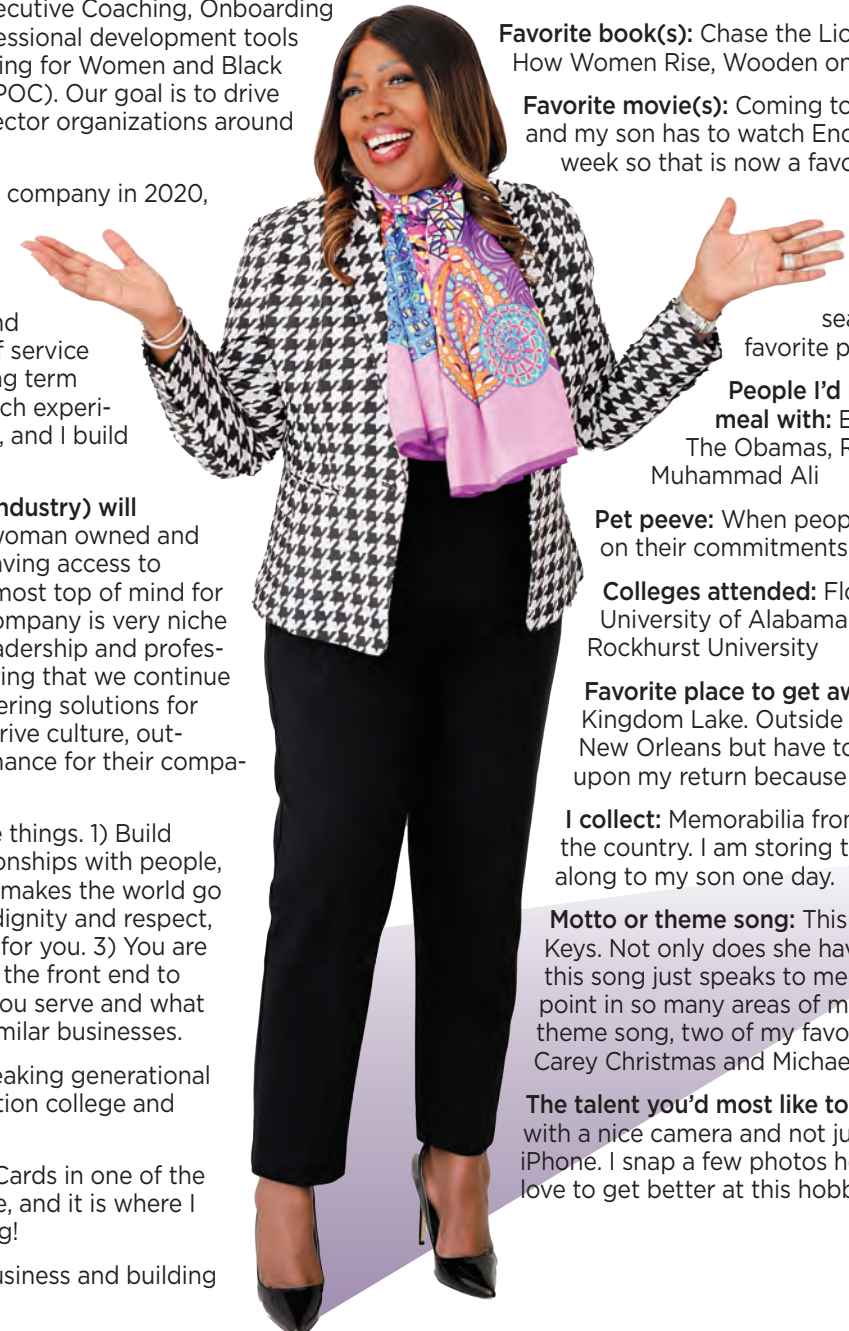 ecutive Coaching, Onboarding
essional development tools
ing for Women and Black
POC). Our goal is to drive
ector organizations around
company in 2020,
nd
f service
ng term
ch experi-
, and I build
ndustry) will
woman owned and
aving access to
most top of mind for
ompany is very niche
adership and profes-
ring that we continue
ering solutions for
rive culture, out-
nance for their compa-
e things. 1) Build
onships with people,
makes the world go
dignity and respect,
for you. 3) You are
the front end to
ou serve and what
milar businesses.
eaking generational
tion college and
Cards in one of the
e, and it is where I
g!
usiness and building
Favorite book(s): Chase the Lio
How Women Rise, Wooden on
Favorite movie(s): Coming to
and my son has to watch Enc
week so that is now a favo
sea
favorite p
People I'd
meal with: E
The Obamas, R
Muhammad Ali
Pet peeve: When peop
on their commitments
Colleges attended: Flo
University of Alabama
Rockhurst University
Favorite place to get aw
Kingdom Lake. Outside
New Orleans but have to
upon my return because
I collect: Memorabilia from
the country. I am storing t
along to my son one day.
Motto or theme song: This
Keys. Not only does she hav
this song just speaks to me
point in so many areas of m
theme song, two of my favo
Carey Christmas and Michae
The talent you'd most like to
with a nice camera and not ju
iPhone. I snap a few photos he
love to get better at this hobb